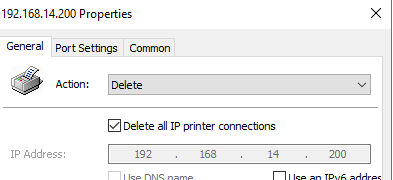 192.168.14.200 Properties
General Port Settings Common
Action: Delete
Delete all IP printer connections
IP Address: 192 . 168 . 14 . 200
Use DNS name Use an IPv6 addres